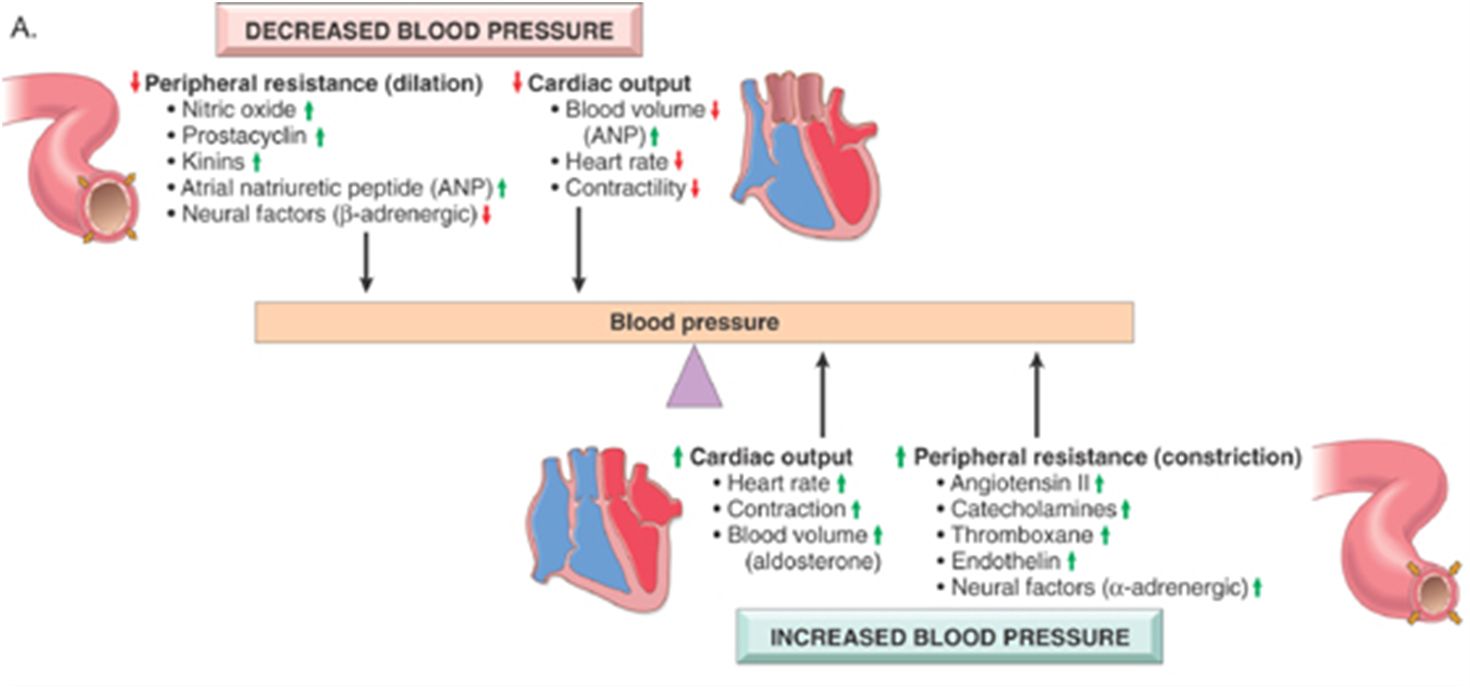 A.
DECREASED BLOOD PRESSURE
↓Peripheral resistance (dilation)
• Nitric oxide ↑
• Prostacyclin ↑
• Kinins ↑
• Atrial natriuretic peptide (ANP) ↑
• Neural factors (β-adrenergic) ↓
↓ Cardiac output
• Blood volume ↓
(ANP) ↑
• Heart rate ↓
• Contractility ↓
Blood pressure
↑ Cardiac output
• Heart rate ↑
• Contraction ↑
• Blood volume ↑
(aldosterone)
↑ Peripheral resistance (constriction)
• Angiotensin II ↑
• Catecholamines ↑
• Thromboxane ↑
• Endothelin ↑
• Neural factors (α-adrenergic) ↑
INCREASED BLOOD PRESSURE